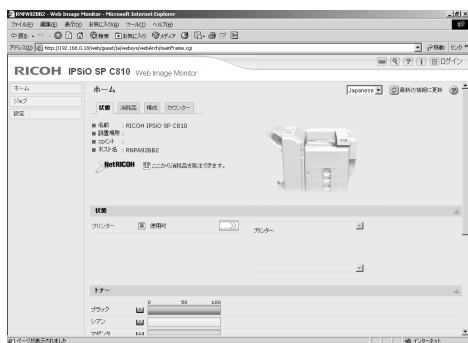 RNPA92BB2 - Web Image Monitor - Microsoft Internet Explorer
ファイル(F) 編集(E) 表示(V) お気に入り(A) ツール(T) ヘルプ(H)
戻る 検索 お気に入り メディア
アドレス(D) http://192.168.0.18/web/guest/ja/websys/webArch/mainFrame.cgi 移動 リンク
RICOH IPSiO SP C810 Web Image Monitor
ログイン
ホーム
ジョブ
設定
ホーム
Japanese 最新の情報に更新
状態 消耗品 構成 カウンター
名前 : RICOH IPSiO SP C810
設置場所 :
コメント :
ホスト名 : RNPA92BB2
NetRICOH ここから消耗品を発注できます。
状態
プリンター 使用可
プリンター
トナー
0 50 100
ブラック
シアン
マゼンタ
ページが表示されました
インターネット